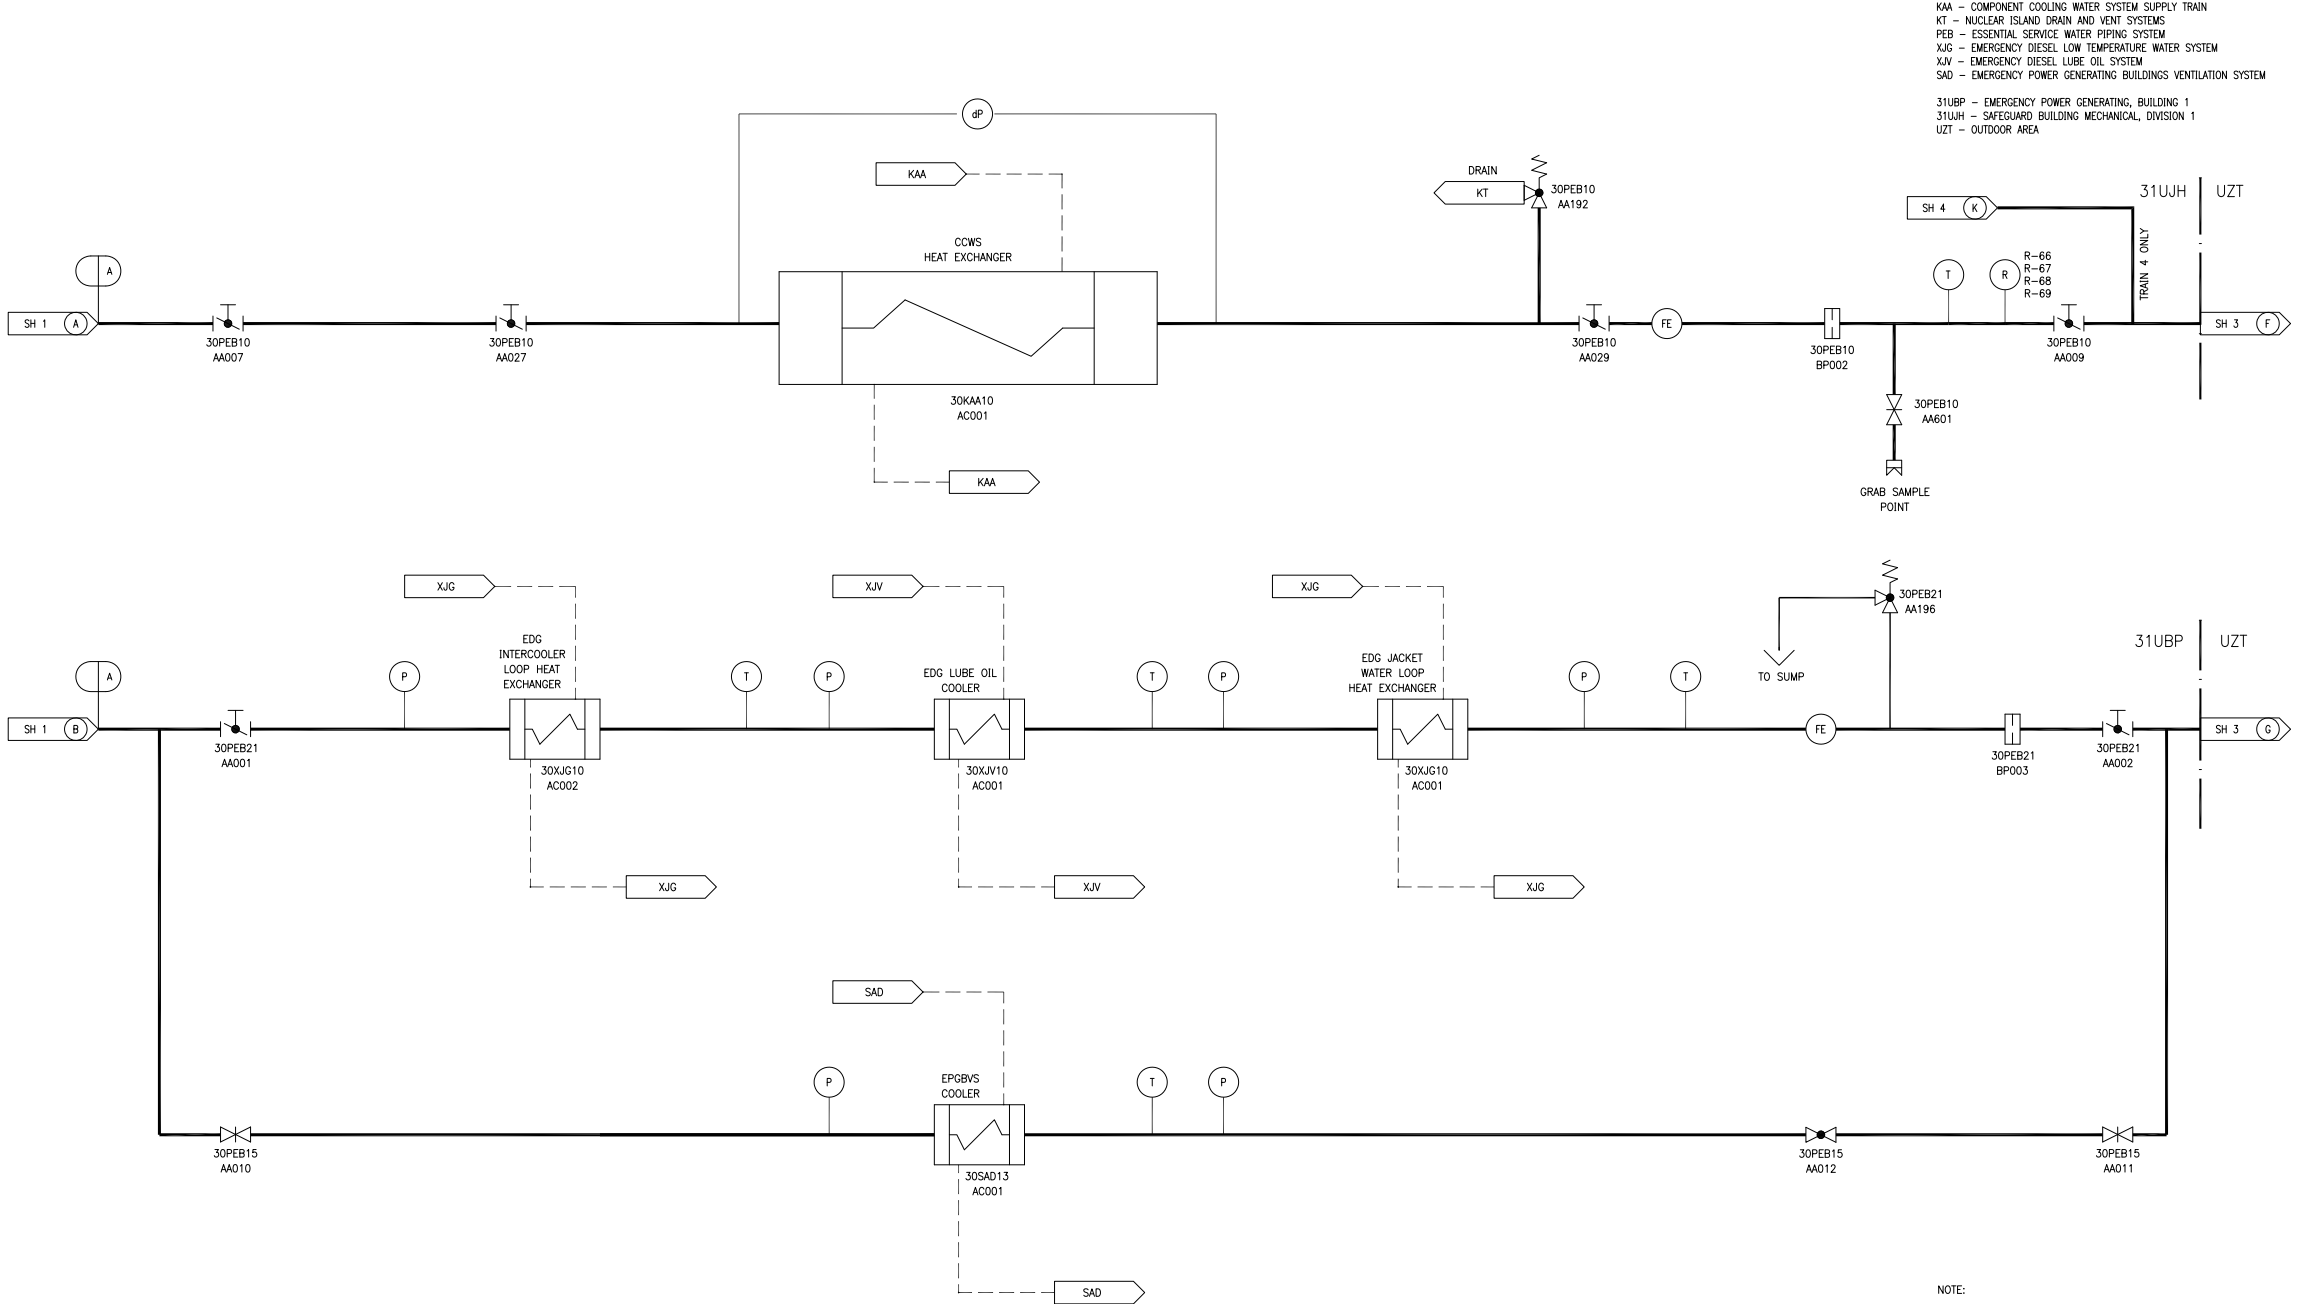 KAA – COMPONENT COOLING WATER SYSTEM SUPPLY TRAIN
KT – NUCLEAR ISLAND DRAIN AND VENT SYSTEMS
PEB – ESSENTIAL SERVICE WATER PIPING SYSTEM
XJG – EMERGENCY DIESEL LOW TEMPERATURE WATER SYSTEM
XJV – EMERGENCY DIESEL LUBE OIL SYSTEM
SAD – EMERGENCY POWER GENERATING BUILDINGS VENTILATION SYSTEM
31UBP – EMERGENCY POWER GENERATING, BUILDING 1
31UJH – SAFEGUARD BUILDING MECHANICAL, DIVISION 1
UZT – OUTDOOR AREA
dP
KAA
DRAIN
KT
30PEB10
AA192
31UJH
UZT
SH 4 K
TRAIN 4 ONLY
CCWS
HEAT EXCHANGER
A
T
R
R–66
R–67
R–68
R–69
SH 1 A
30PEB10
AA007
30PEB10
AA027
30PEB10
AA029
FE
30PEB10
BP002
30PEB10
AA009
SH 3 F
30KAA10
AC001
30PEB10
AA601
KAA
GRAB SAMPLE
POINT
XJG
XJV
XJG
30PEB21
AA196
TO SUMP
31UBP
UZT
EDG
INTERCOOLER
LOOP HEAT
EXCHANGER
EDG LUBE OIL
COOLER
EDG JACKET
WATER LOOP
HEAT EXCHANGER
A
P
T
P
T
P
P
T
SH 1 B
30PEB21
AA001
30XJG10
AC002
30XJV10
AC001
30XJG10
AC001
FE
30PEB21
BP003
30PEB21
AA002
SH 3 G
XJG
XJV
XJG
SAD
P
EPGBVS
COOLER
T
P
30PEB15
AA010
30SAD13
AC001
30PEB15
AA012
30PEB15
AA011
SAD
NOTE: